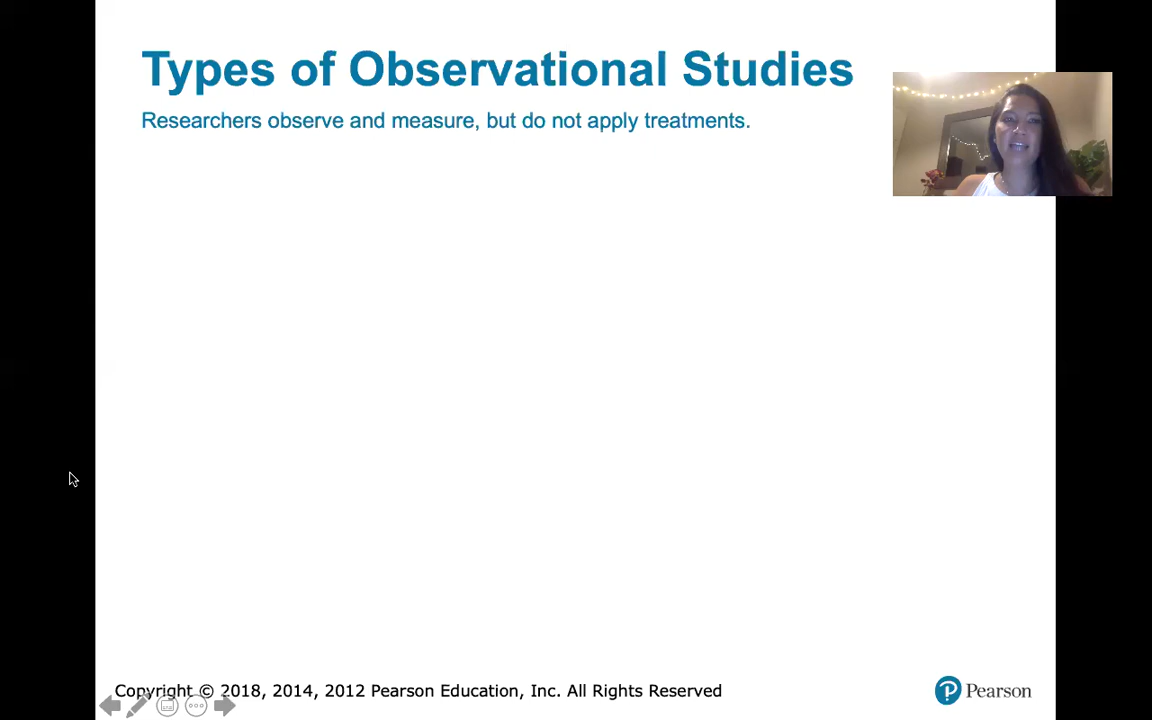 Types of Observational Studies
Researchers observe and measure, but do not apply treatments.
Copyright © 2018, 2014, 2012 Pearson Education, Inc. All Rights Reserved
Pearson